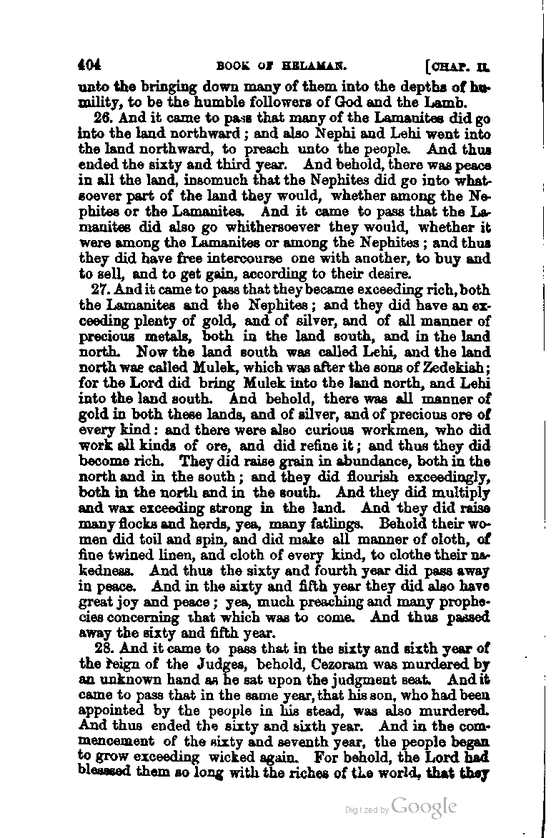 404 BOOK OF HELAMAN. [CHAP. II.
unto the bringing down many of them into the depths of hu-
mility, to be the humble followers of God and the Lamb.
26. And it came to pass that many of the Lamanites did go
into the land northward; and also Nephi and Lehi went into
the land northward, to preach unto the people. And thus
ended the sixty and third year. And behold, there was peace
in all the land, insomuch that the Nephites did go into what-
soever part of the land they would, whether among the Ne-
phites or the Lamanites. And it came to pass that the La-
manites did also go whithersoever they would, whether it
were among the Lamanites or among the Nephites; and thus
they did have free intercourse one with another, to buy and
to sell, and to get gain, according to their desire.
27. And it came to pass that they became exceeding rich, both
the Lamanites and the Nephites; and they did have an ex-
ceeding plenty of gold, and of silver, and of all manner of
precious metals, both in the land south, and in the land
north. Now the land south was called Lehi, and the land
north was called Mulek, which was after the sons of Zedekiah;
for the Lord did bring Mulek into the land north, and Lehi
into the land south. And behold, there was all manner of
gold in both these lands, and of silver, and of precious ore of
every kind: and there were also curious workmen, who did
work all kinds of ore, and did refine it; and thus they did
become rich. They did raise grain in abundance, both in the
north and in the south; and they did flourish exceedingly,
both in the north and in the south. And they did multiply
and wax exceeding strong in the land. And they did raise
many flocks and herds, yea, many fatlings. Behold their wo-
men did toil and spin, and did make all manner of cloth, of
fine twined linen, and cloth of every kind, to clothe their na-
kedness. And thus the sixty and fourth year did pass away
in peace. And in the sixty and fifth year they did also have
great joy and peace; yea, much preaching and many prophe-
cies concerning that which was to come. And thus passed
away the sixty and fifth year.
28. And it came to pass that in the sixty and sixth year of
the reign of the Judges, behold, Cezoram was murdered by
an unknown hand as he sat upon the judgment seat. And it
came to pass that in the same year, that his son, who had been
appointed by the people in his stead, was also murdered.
And thus ended the sixty and sixth year. And in the com-
mencement of the sixty and seventh year, the people began
to grow exceeding wicked again. For behold, the Lord had
blessed them so long with the riches of the world, that they
Digitized by Google